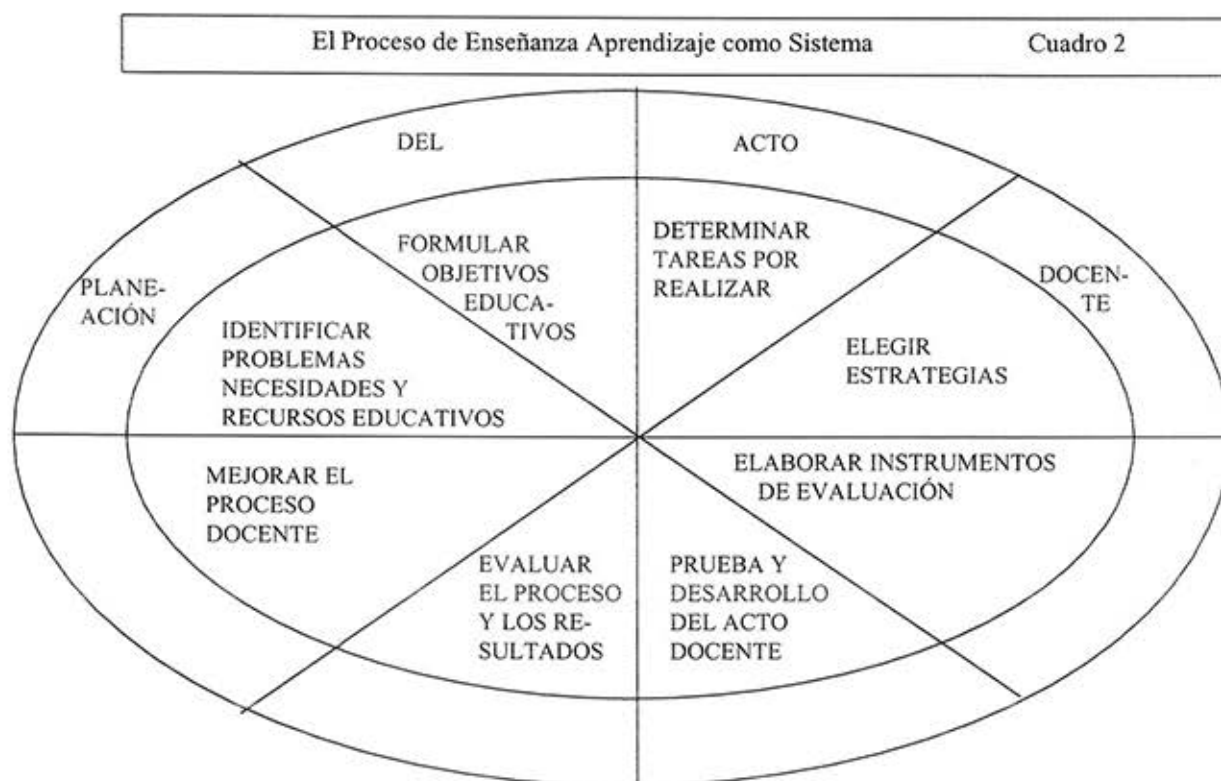 El Proceso de Enseñanza Aprendizaje como Sistema Cuadro 2
DEL
ACTO
PLANE-
ACIÓN
DOCEN-
TE
FORMULAR
OBJETIVOS
EDUCA-
TIVOS
DETERMINAR
TAREAS POR
REALIZAR
IDENTIFICAR
PROBLEMAS
NECESIDADES Y
RECURSOS EDUCATIVOS
ELEGIR
ESTRATEGIAS
MEJORAR EL
PROCESO
DOCENTE
ELABORAR INSTRUMENTOS
DE EVALUACIÓN
EVALUAR
EL PROCESO
Y LOS RE-
SULTADOS
PRUEBA Y
DESARROLLO
DEL ACTO
DOCENTE